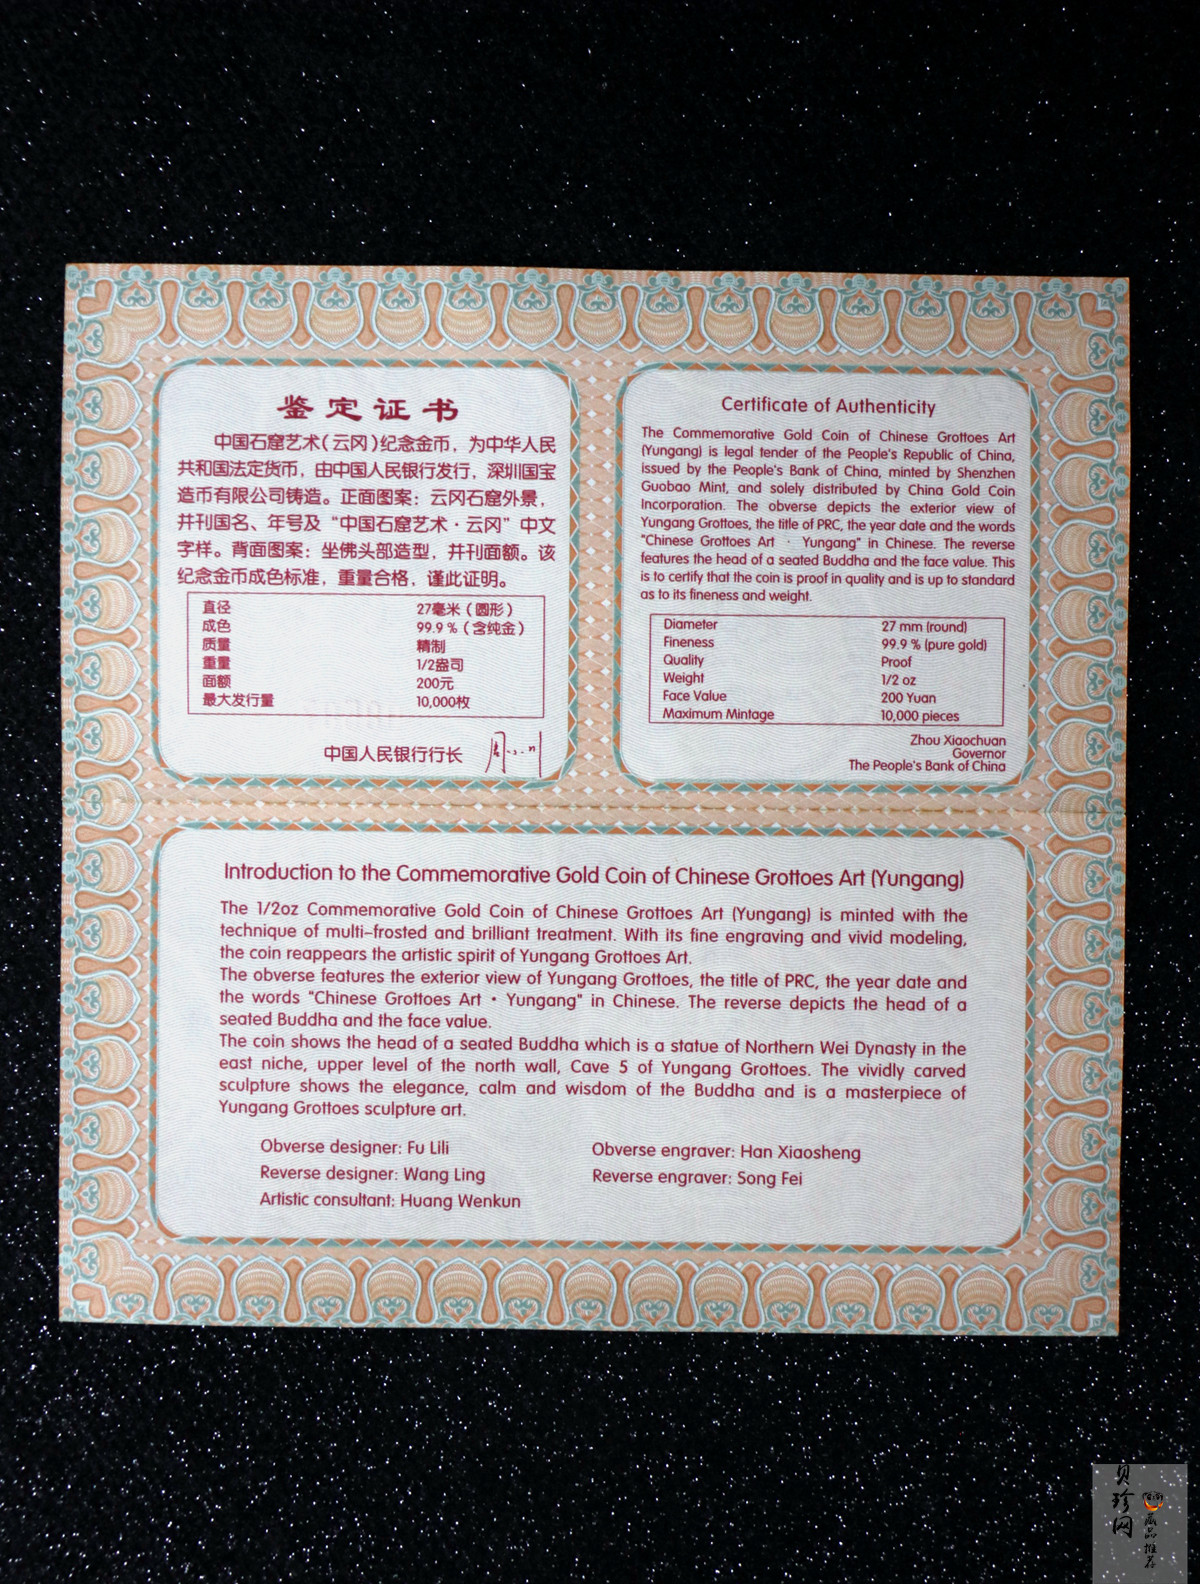 鉴定证书
中国石窟艺术(云冈)纪念金币，为中华人民
共和国法定货币，由中国人民银行发行，深圳国宝
造币有限公司铸造。正面图案：云冈石窟外景，
并刊国名、年号及“中国石窟艺术·云冈”中文
字样。背面图案：坐佛头部造型，并刊面额。该
纪念金币成色标准，重量合格，谨此证明。
直径 27毫米（圆形）
成色 99.9 %（含纯金）
质量 精制
重量 1/2盎司
面额 200元
最大发行量 10,000枚
中国人民银行行长
Certificate of Authenticity
The Commemorative Gold Coin of Chinese Grottoes Art
(Yungang) is legal tender of the People's Republic of China,
issued by the People's Bank of China, minted by Shenzhen
Guobao Mint, and solely distributed by China Gold Coin
Incorporation. The obverse depicts the exterior view of
Yungang Grottoes, the title of PRC, the year date and the words
"Chinese Grottoes Art · Yungang" in Chinese. The reverse
features the head of a seated Buddha and the face value. This
is to certify that the coin is proof in quality and is up to standard
as to its fineness and weight.
Diameter 27 mm (round)
Fineness 99.9 % (pure gold)
Quality Proof
Weight 1/2 oz
Face Value 200 Yuan
Maximum Mintage 10,000 pieces
Zhou Xiaochuan
Governor
The People's Bank of China
Introduction to the Commemorative Gold Coin of Chinese Grottoes Art (Yungang)
The 1/2oz Commemorative Gold Coin of Chinese Grottoes Art (Yungang) is minted with the
technique of multi-frosted and brilliant treatment. With its fine engraving and vivid modeling,
the coin reappears the artistic spirit of Yungang Grottoes Art.
The obverse features the exterior view of Yungang Grottoes, the title of PRC, the year date and
the words "Chinese Grottoes Art • Yungang" in Chinese. The reverse depicts the head of a
seated Buddha and the face value.
The coin shows the head of a seated Buddha which is a statue of Northern Wei Dynasty in the
east niche, upper level of the north wall, Cave 5 of Yungang Grottoes. The vividly carved
sculpture shows the elegance, calm and wisdom of the Buddha and is a masterpiece of
Yungang Grottoes sculpture art.
Obverse designer: Fu Lili Obverse engraver: Han Xiaosheng
Reverse designer: Wang Ling Reverse engraver: Song Fei
Artistic consultant: Huang Wenkun
贝珍网
藏品推荐